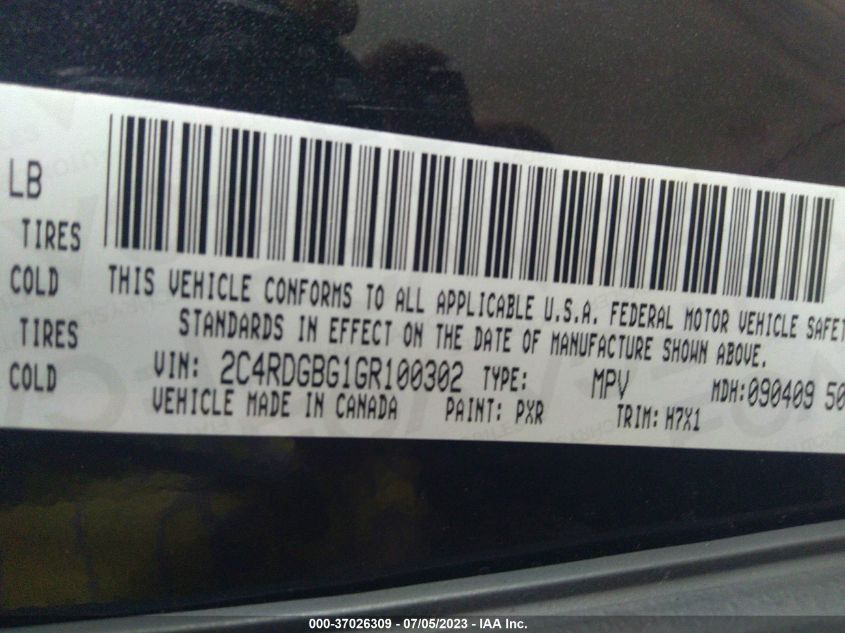 LB
TIRES
COLD
THIS VEHICLE CONFORMS TO ALL APPLICABLE U.S.A. FEDERAL MOTOR VEHICLE SAFET
TIRES
STANDARDS IN EFFECT ON THE DATE OF MANUFACTURE SHOWN ABOVE.
COLD
VIN: 2C4RDGBG1GR100302 TYPE: MPV MDH:090409 50
VEHICLE MADE IN CANADA PAINT: PXR TRIM: H7X1
000-37026309 - 07/05/2023 - IAA Inc.